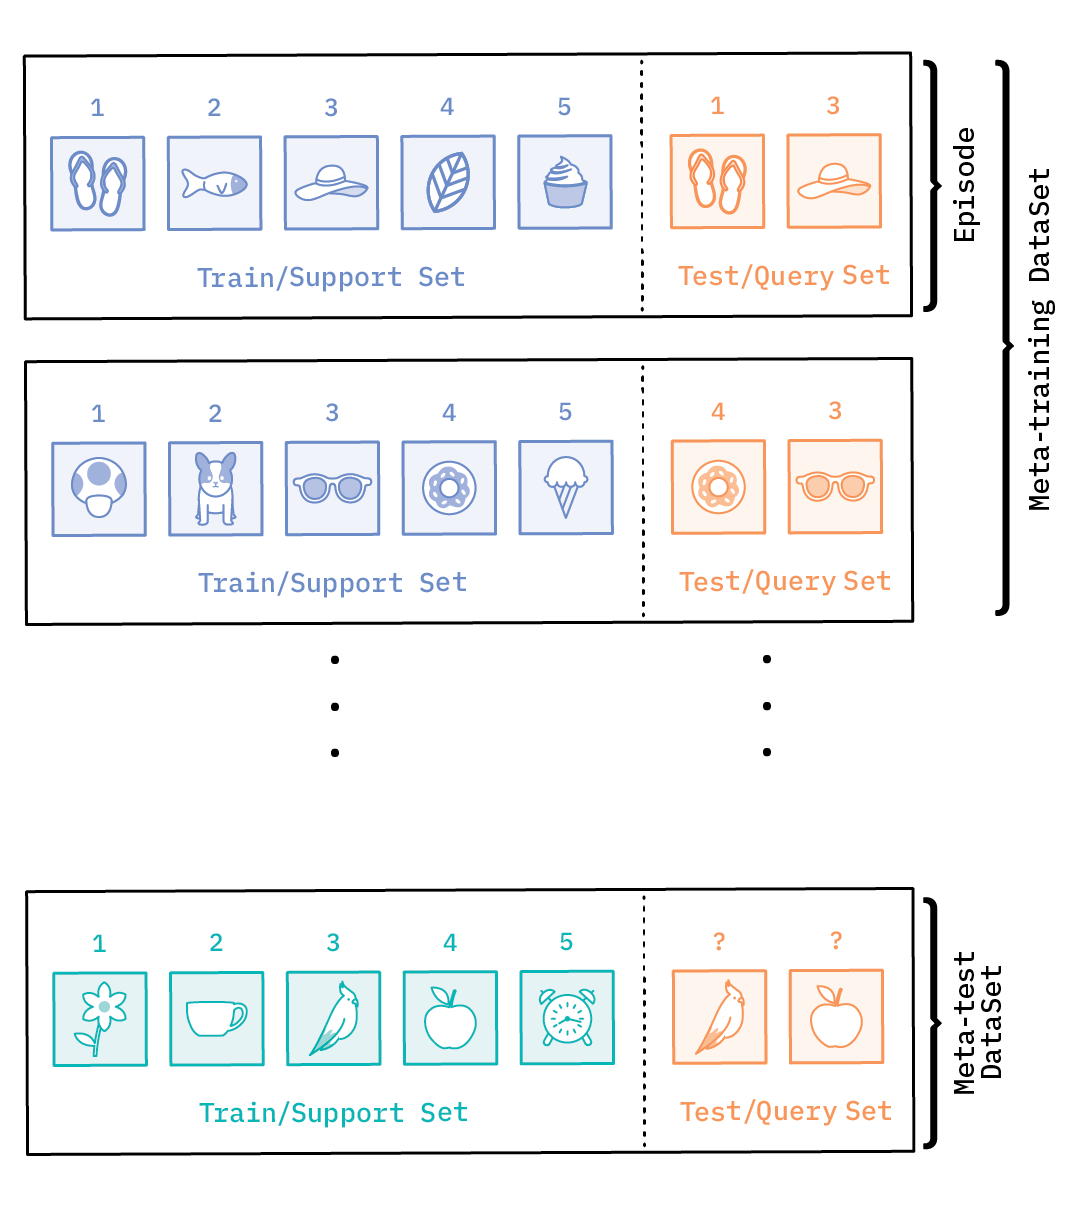 1 2 3 4 5 1 3
Train/Support Set Test/Query Set
Episode
Meta-training DataSet
1 2 3 4 5 4 3
Train/Support Set Test/Query Set
1 2 3 4 5 ? ?
Train/Support Set Test/Query Set
Meta-test
DataSet